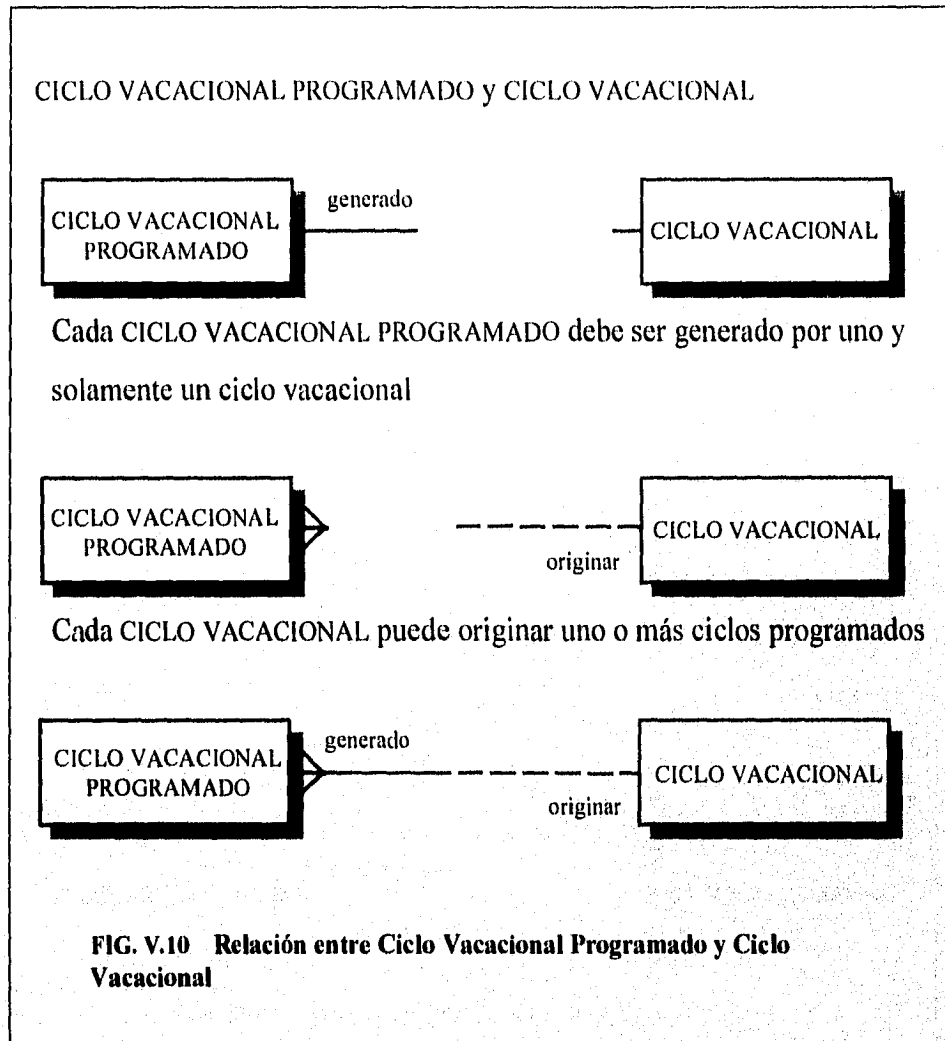 CICLO VACACIONAL PROGRAMADO y CICLO VACACIONAL
CICLO VACACIONAL
PROGRAMADO
generado
CICLO VACACIONAL
Cada CICLO VACACIONAL PROGRAMADO debe ser generado por uno y
solamente un ciclo vacacional
CICLO VACACIONAL
PROGRAMADO
originar
CICLO VACACIONAL
Cada CICLO VACACIONAL puede originar uno o más ciclos programados
CICLO VACACIONAL
PROGRAMADO
generado
originar
CICLO VACACIONAL
FIG. V.10 Relación entre Ciclo Vacacional Programado y Ciclo
Vacacional